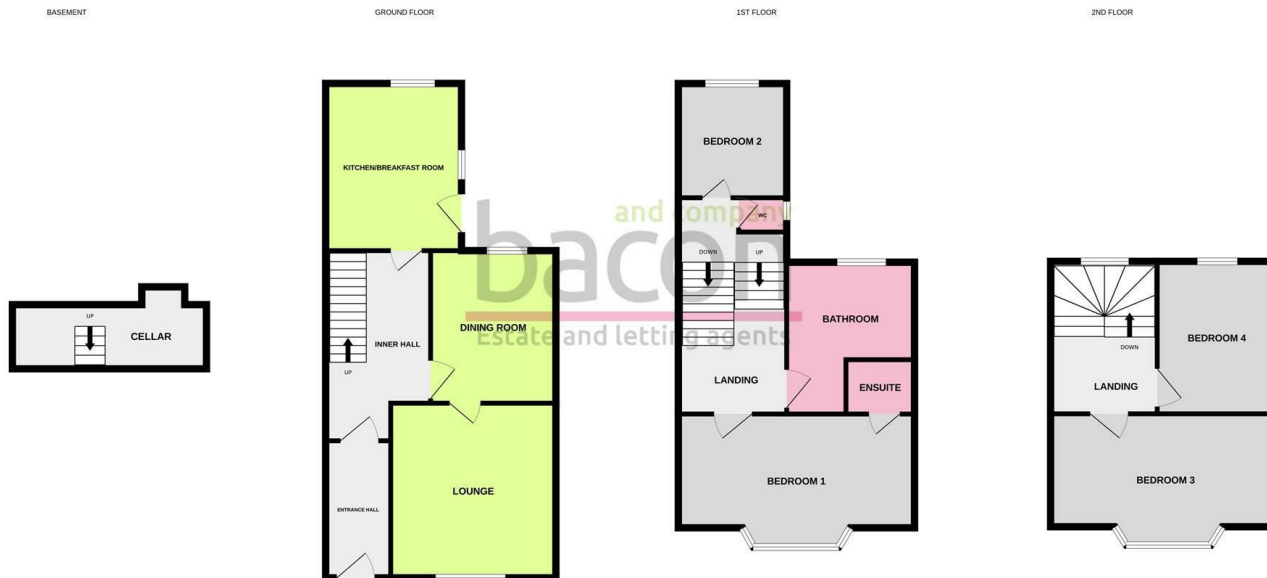 BASEMENT
GROUND FLOOR
1ST FLOOR
2ND FLOOR
UP
CELLAR
KITCHEN/BREAKFAST ROOM
DINING ROOM
INNER HALL
UP
LOUNGE
ENTRANCE HALL
BEDROOM 2
WC
DOWN
UP
BATHROOM
LANDING
ENSUITE
BEDROOM 1
DOWN
BEDROOM 4
LANDING
BEDROOM 3
and company
bacon
Estate and letting agents